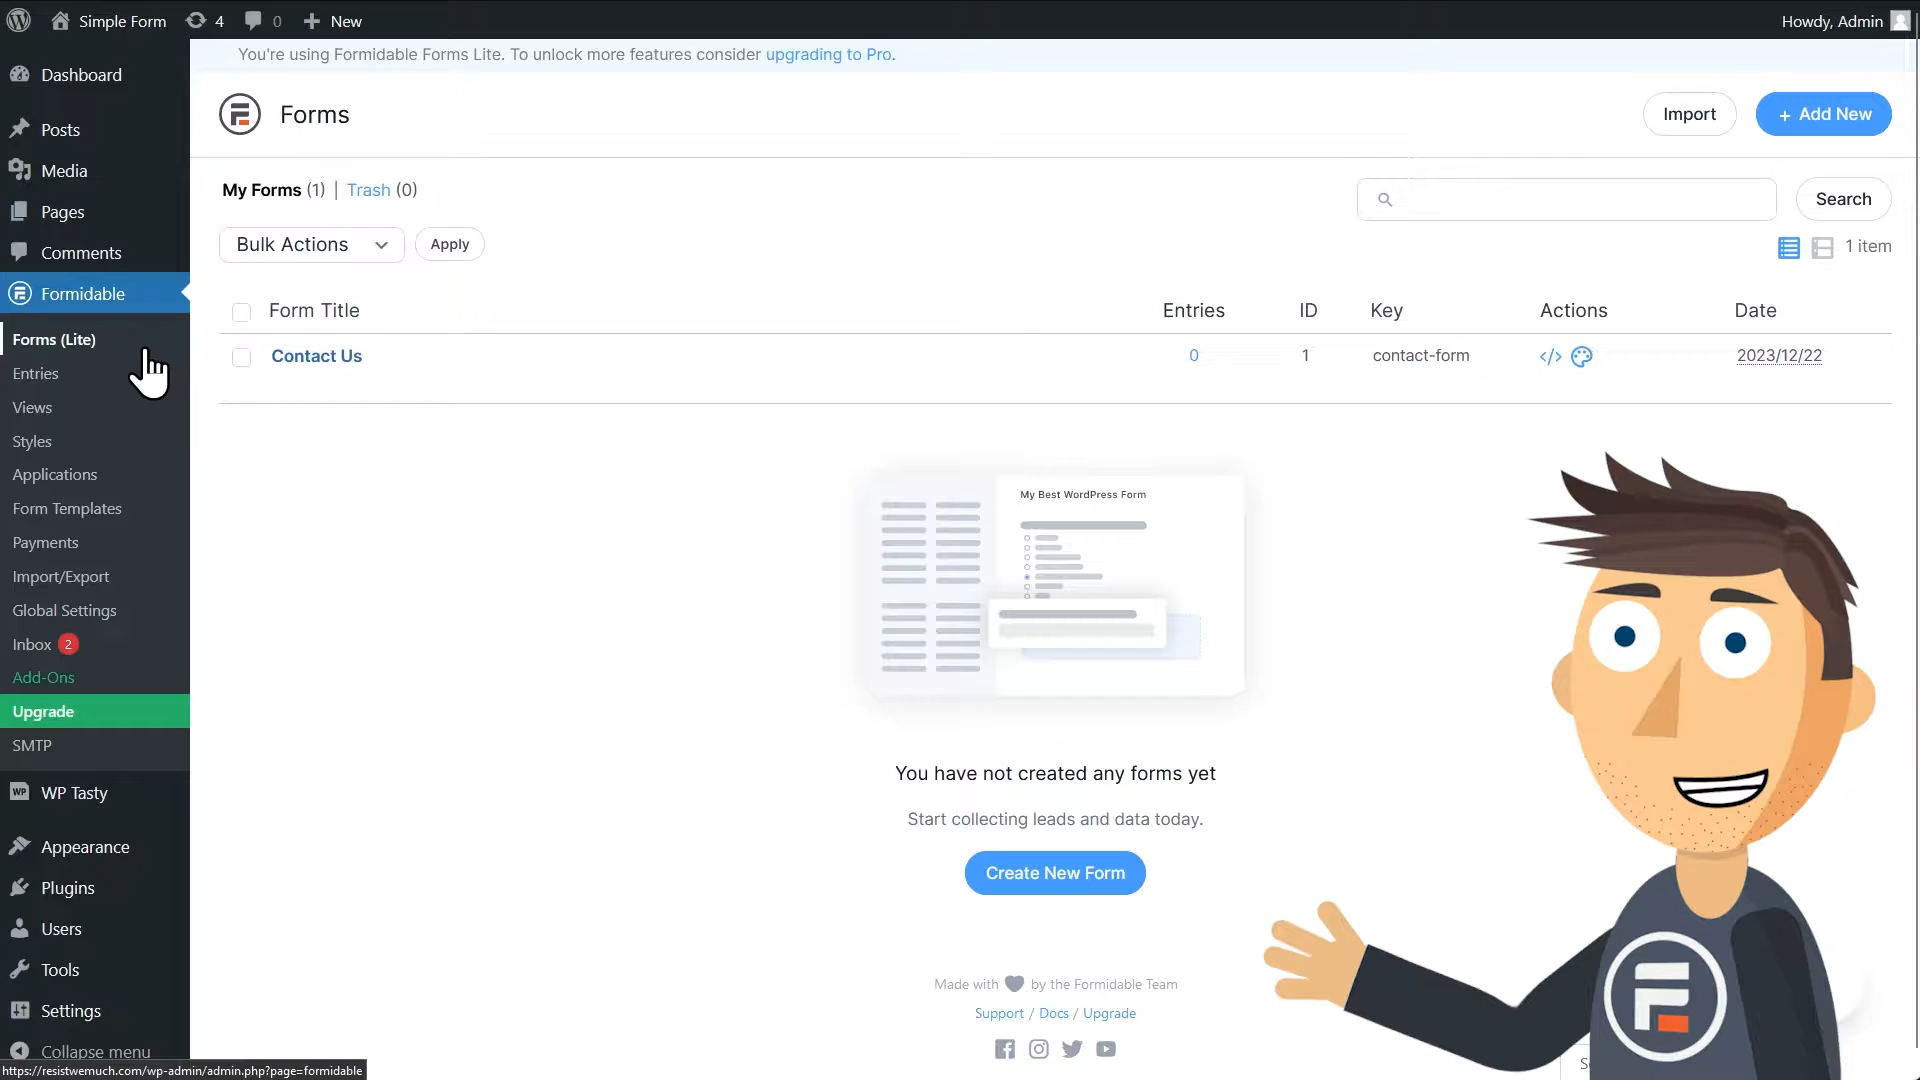 Simple Form
4
0
New
Howdy, Admin
You're using Formidable Forms Lite. To unlock more features consider upgrading to Pro.
Dashboard
Posts
Media
Pages
Comments
Formidable
Forms (Lite)
Entries
Views
Styles
Applications
Form Templates
Payments
Import/Export
Global Settings
Inbox 2
Add-Ons
Upgrade
SMTP
WP Tasty
Appearance
Plugins
Users
Tools
Settings
Collapse menu
https://resistwemuch.com/wp-admin/admin.php?page=formidable
Forms
Import
+ Add New
My Forms (1) | Trash (0)
Search
Bulk Actions
Apply
1 item
Form Title Entries ID Key Actions Date
Contact Us 0 1 contact-form </> 2023/12/22
My Best WordPress Form
You have not created any forms yet
Start collecting leads and data today.
Create New Form
Made with by the Formidable Team
Support / Docs / Upgrade